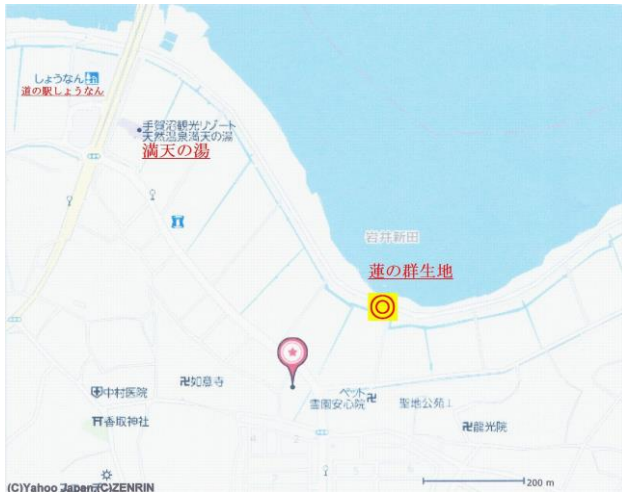 しょうなん
道の駅しょうなん
手賀沼観光リゾート
天然温泉満天の湯
満天の湯
岩井新田
蓮の群生地
卍如意寺
中村医院
香取神社
ペット
霊園安心院卍
聖地公苑
卍龍光院
200 m
(C)Yahoo Japan,(C)ZENRIN